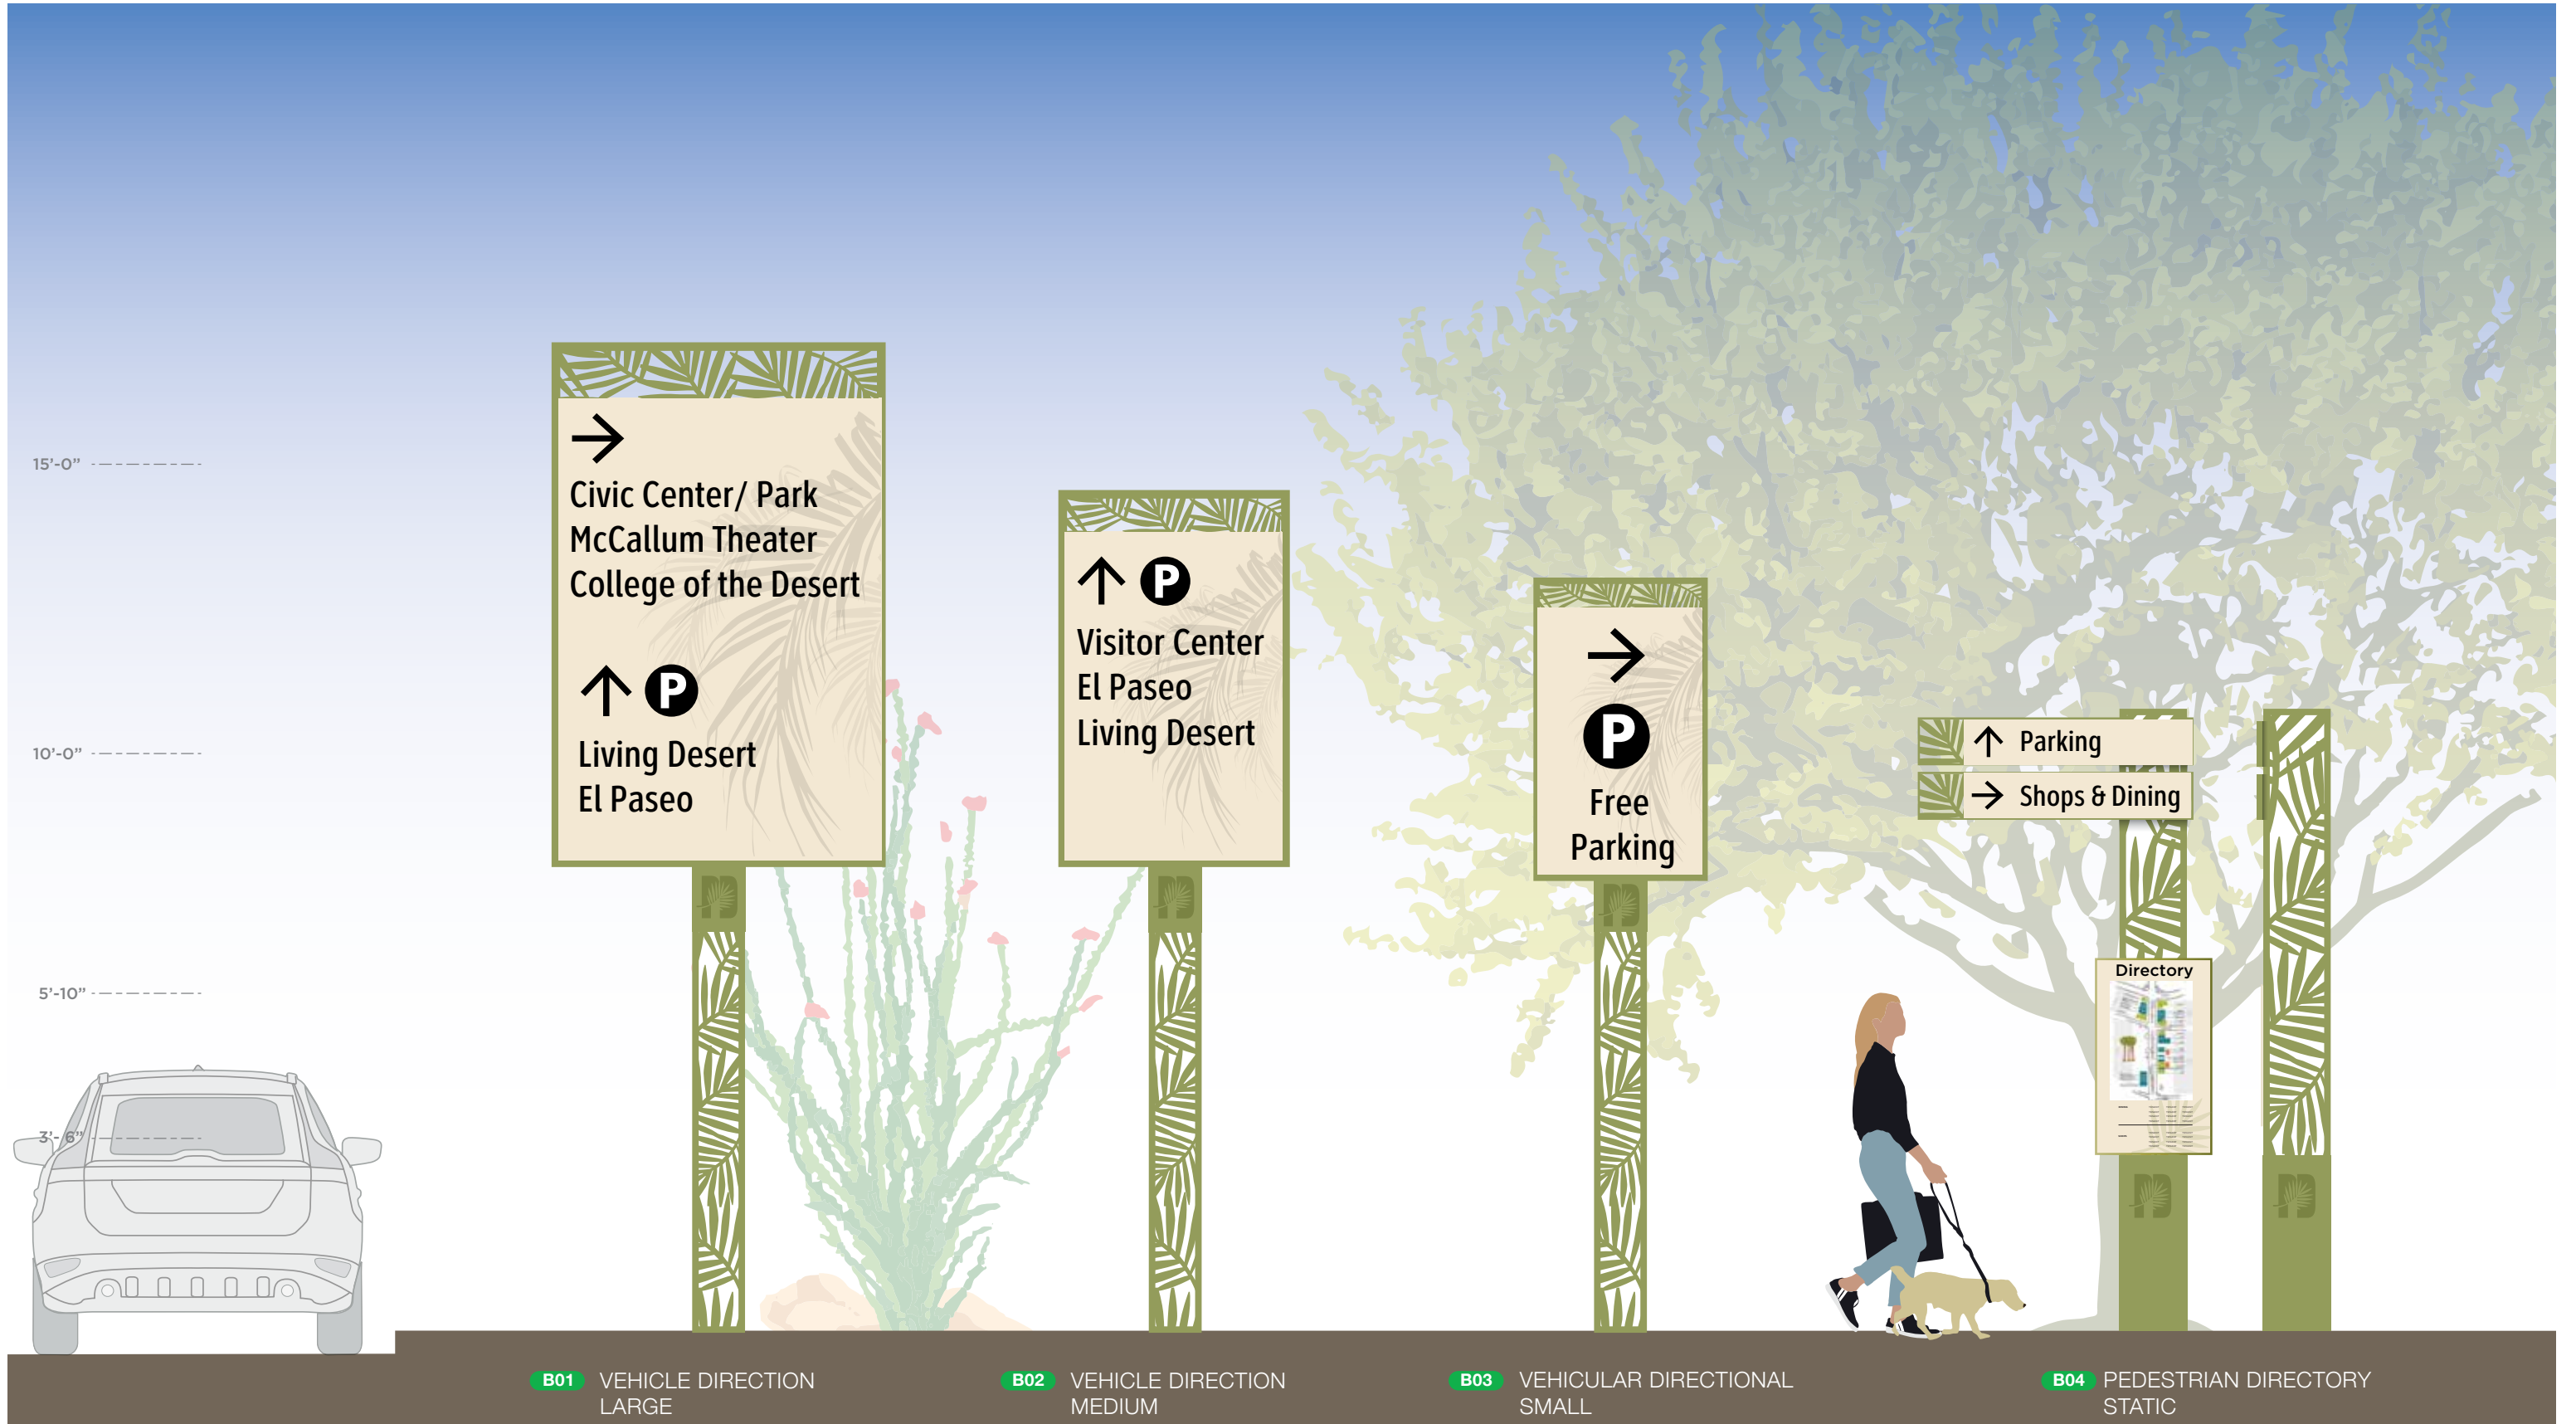 15'-0"
10'-0"
5'-10"
3'- 6"
Civic Center/ Park
McCallum Theater
College of the Desert
P
Living Desert
El Paseo
P
Visitor Center
El Paseo
Living Desert
P
Free
Parking
Parking
Shops & Dining
Directory
B01 VEHICLE DIRECTION
LARGE
B02 VEHICLE DIRECTION
MEDIUM
B03 VEHICULAR DIRECTIONAL
SMALL
B04 PEDESTRIAN DIRECTORY
STATIC